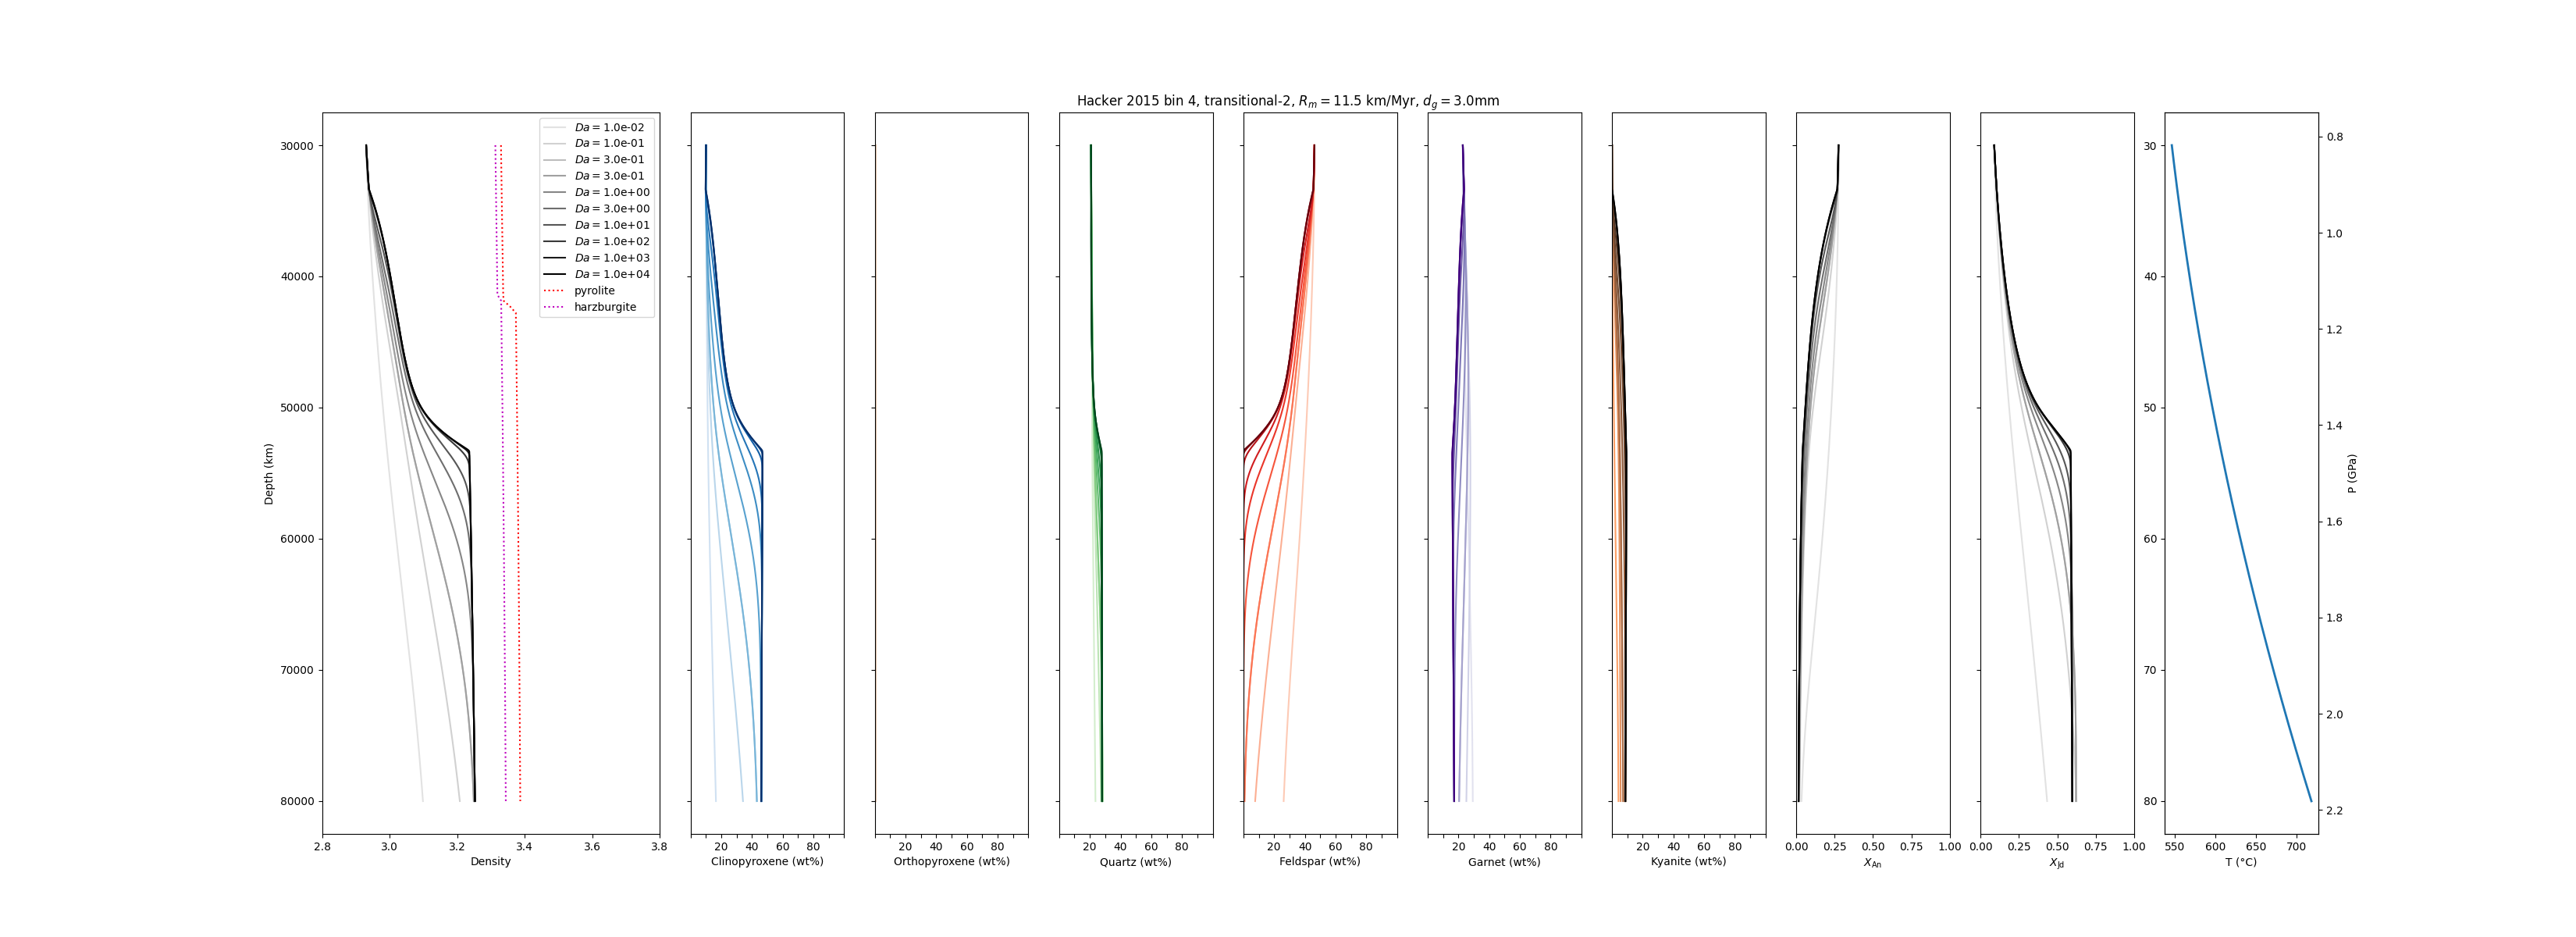 Hacker 2015 bin 4, transitional-2, R_m = 11.5 km/Myr, d_g = 3.0mm
Da = 1.0e-02
Da = 1.0e-01
Da = 3.0e-01
Da = 3.0e-01
Da = 1.0e+00
Da = 3.0e+00
Da = 1.0e+01
Da = 1.0e+02
Da = 1.0e+03
Da = 1.0e+04
pyrolite
harzburgite
Depth (km)
30000
40000
50000
60000
70000
80000
2.8 3.0 3.2 3.4 3.6 3.8
Density
20 40 60 80
Clinopyroxene (wt%)
20 40 60 80
Orthopyroxene (wt%)
20 40 60 80
Quartz (wt%)
20 40 60 80
Feldspar (wt%)
20 40 60 80
Garnet (wt%)
20 40 60 80
Kyanite (wt%)
0.00 0.25 0.50 0.75 1.00
X_An
0.00 0.25 0.50 0.75 1.00
X_Jd
30
40
50
60
70
80
550 600 650 700
T (°C)
0.8
1.0
1.2
1.4
1.6
1.8
2.0
2.2
P (GPa)